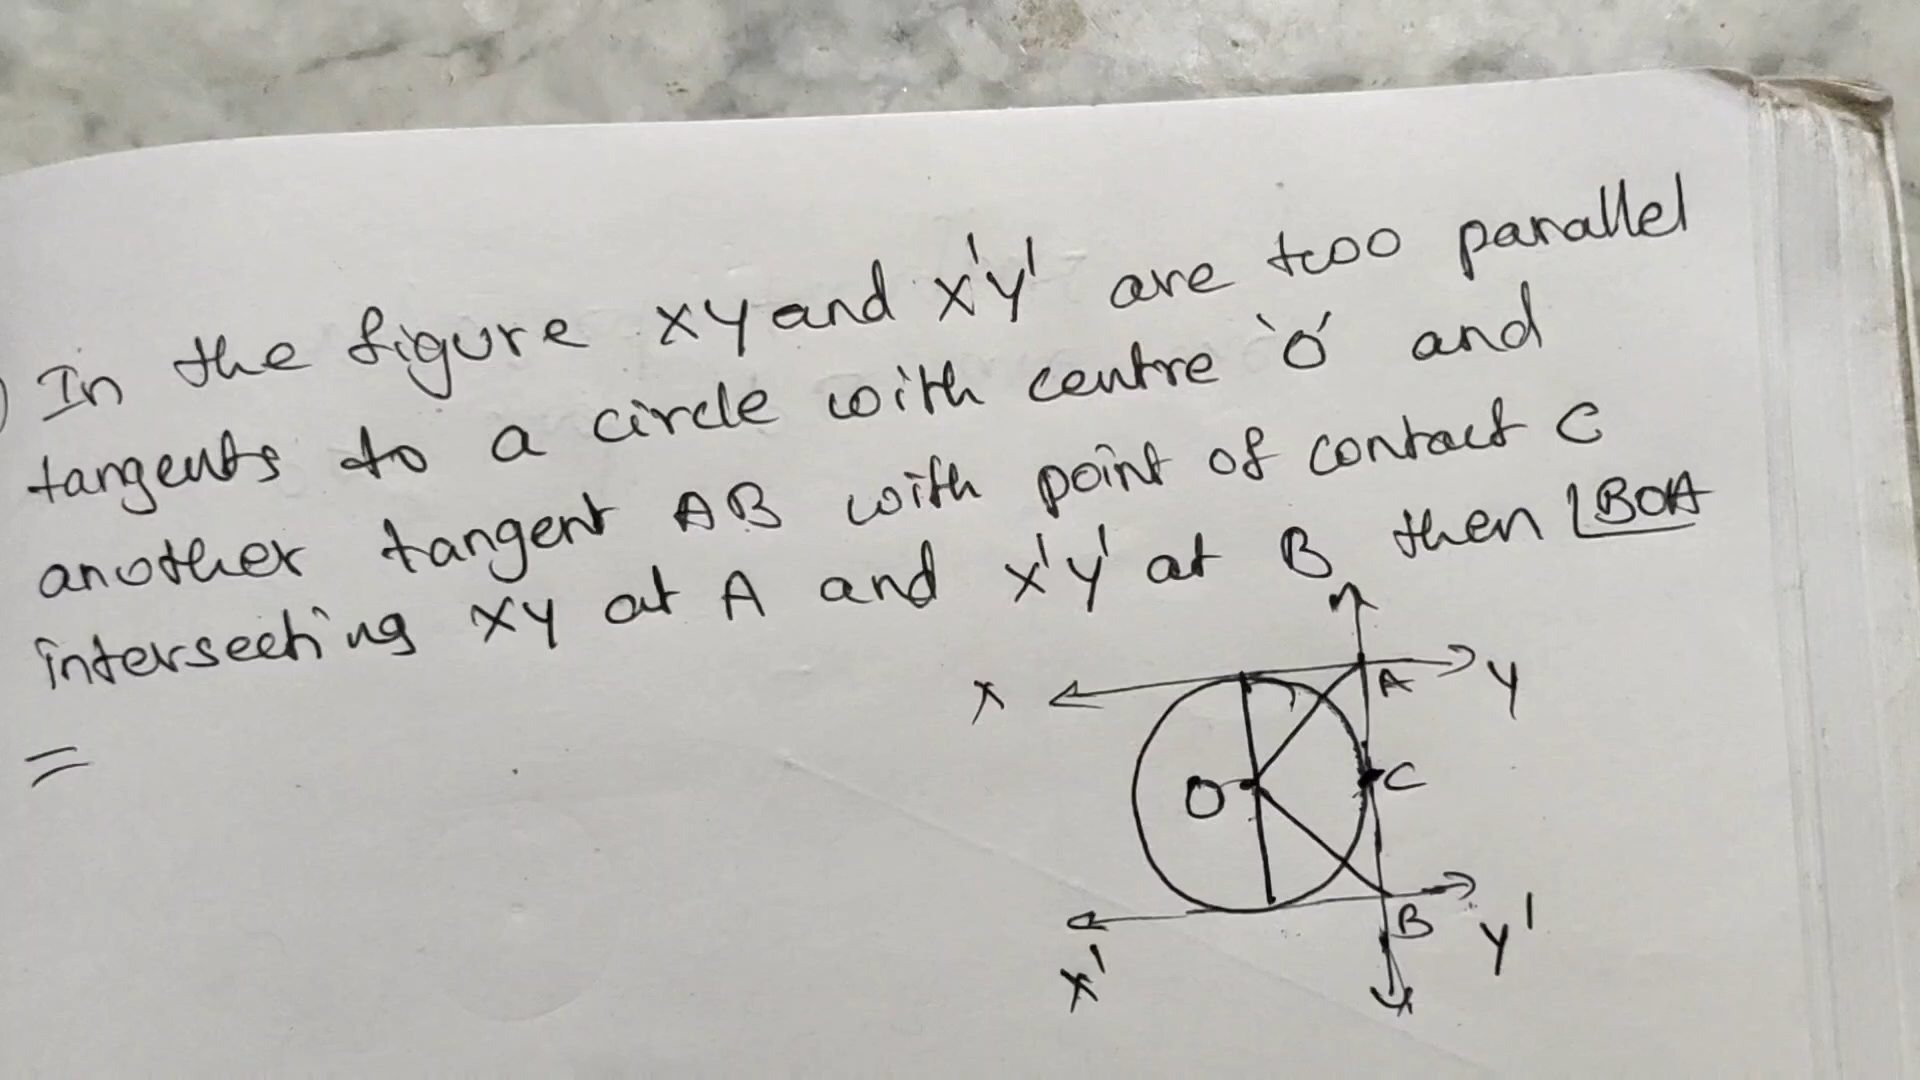 In the figure XY and X'Y' are two parallel
tangents to a circle with centre 'O' and
another tangent AB with point of contact C
intersecting XY at A and X'Y' at B then ∠BOA
=
X
A
Y
O
C
B
Y'
X'